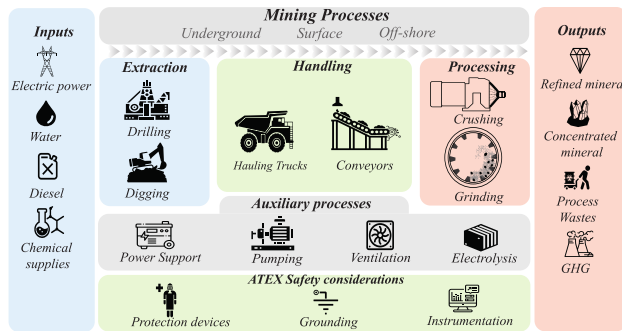 Inputs
Electric power
Water
Diesel
Chemical
supplies
Mining Processes
Underground Surface Off-shore
Extraction
Drilling
Digging
Handling
Hauling Trucks
Conveyors
Processing
Crushing
Grinding
Auxiliary processes
Power Support
Pumping
Ventilation
Electrolysis
ATEX Safety considerations
Protection devices
Grounding
Instrumentation
Outputs
Refined minera
Concentrated
mineral
Process
Wastes
GHG